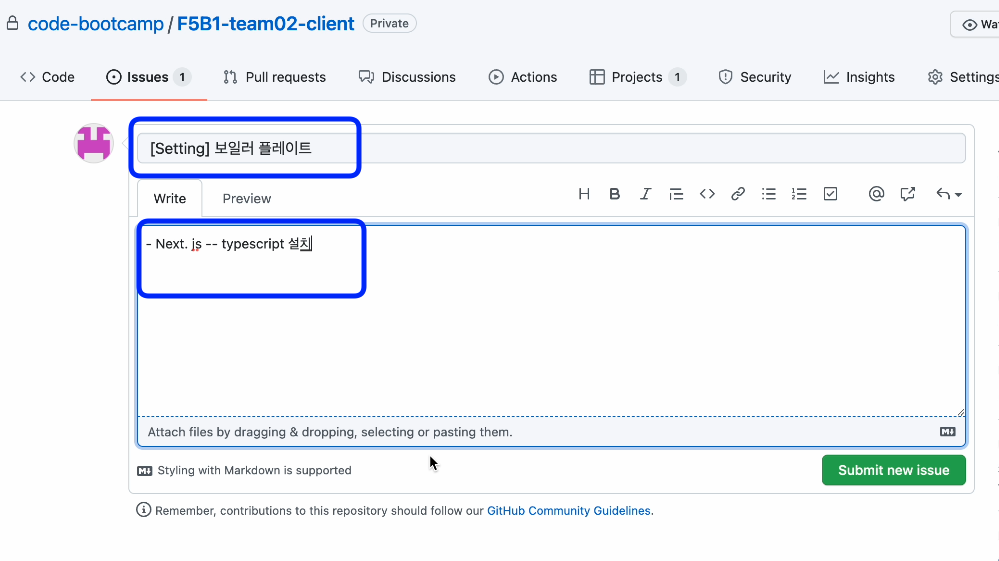 code-bootcamp / F5B1-team02-client Private
Code Issues 1 Pull requests Discussions Actions Projects 1 Security Insights Settings
[Setting] 보일러 플레이트
Write Preview
- Next. js -- typescript 설치
Attach files by dragging & dropping, selecting or pasting them.
Styling with Markdown is supported
Submit new issue
Remember, contributions to this repository should follow our GitHub Community Guidelines.